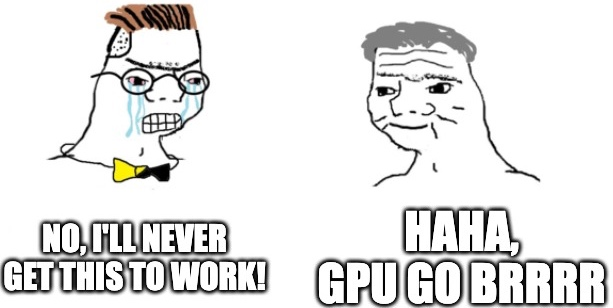 NO, I'LL NEVER
GET THIS TO WORK!
HAHA,
GPU GO BRRRR